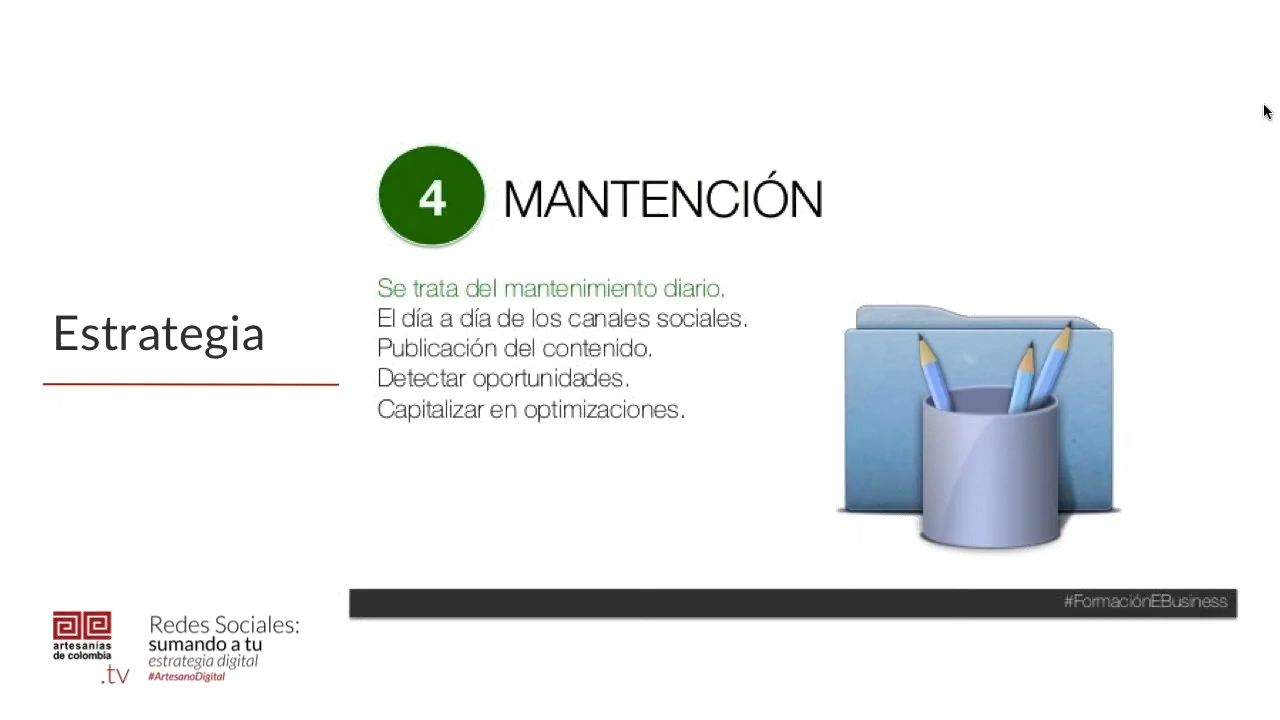 4 MANTENCIÓN
Se trata del mantenimiento diario.
El día a día de los canales sociales.
Publicación del contenido.
Detectar oportunidades.
Capitalizar en optimizaciones.
Estrategia
#FormaciónEBusiness
artesanías
de colombia
.tv
Redes Sociales:
sumando a tu
estrategia digital
#ArtesanoDigital